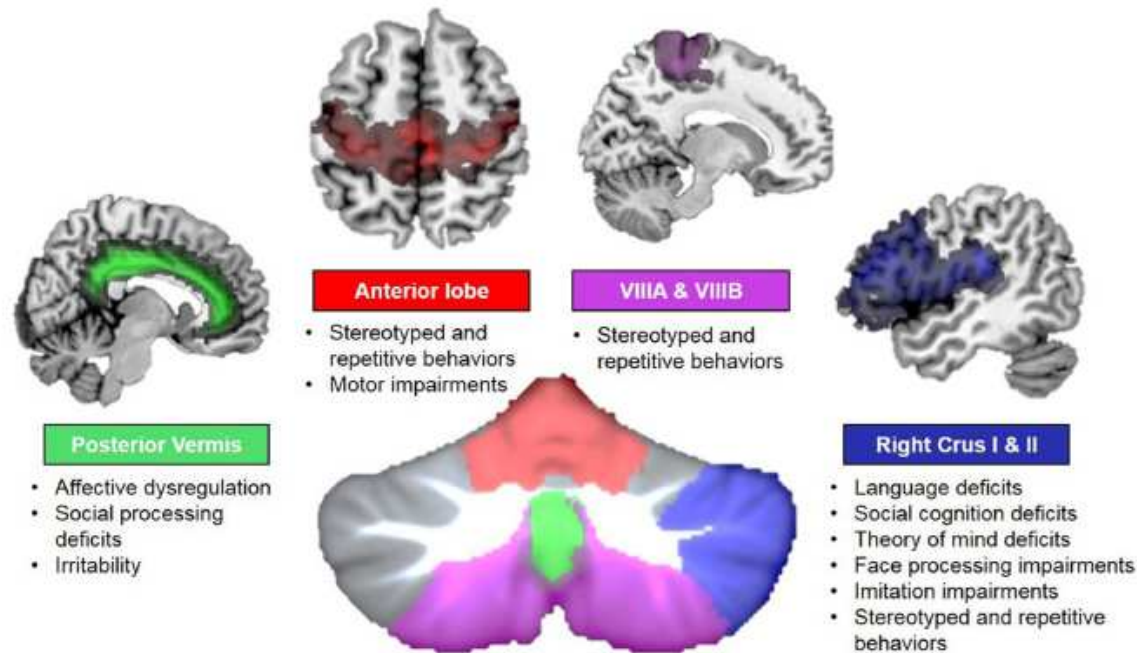 Anterior lobe
• Stereotyped and
repetitive behaviors
• Motor impairments
VIIIA & VIIIB
• Stereotyped and
repetitive behaviors
Posterior Vermis
• Affective dysregulation
• Social processing
deficits
• Irritability
Right Crus I & II
• Language deficits
• Social cognition deficits
• Theory of mind deficits
• Face processing impairments
• Imitation impairments
• Stereotyped and repetitive
behaviors